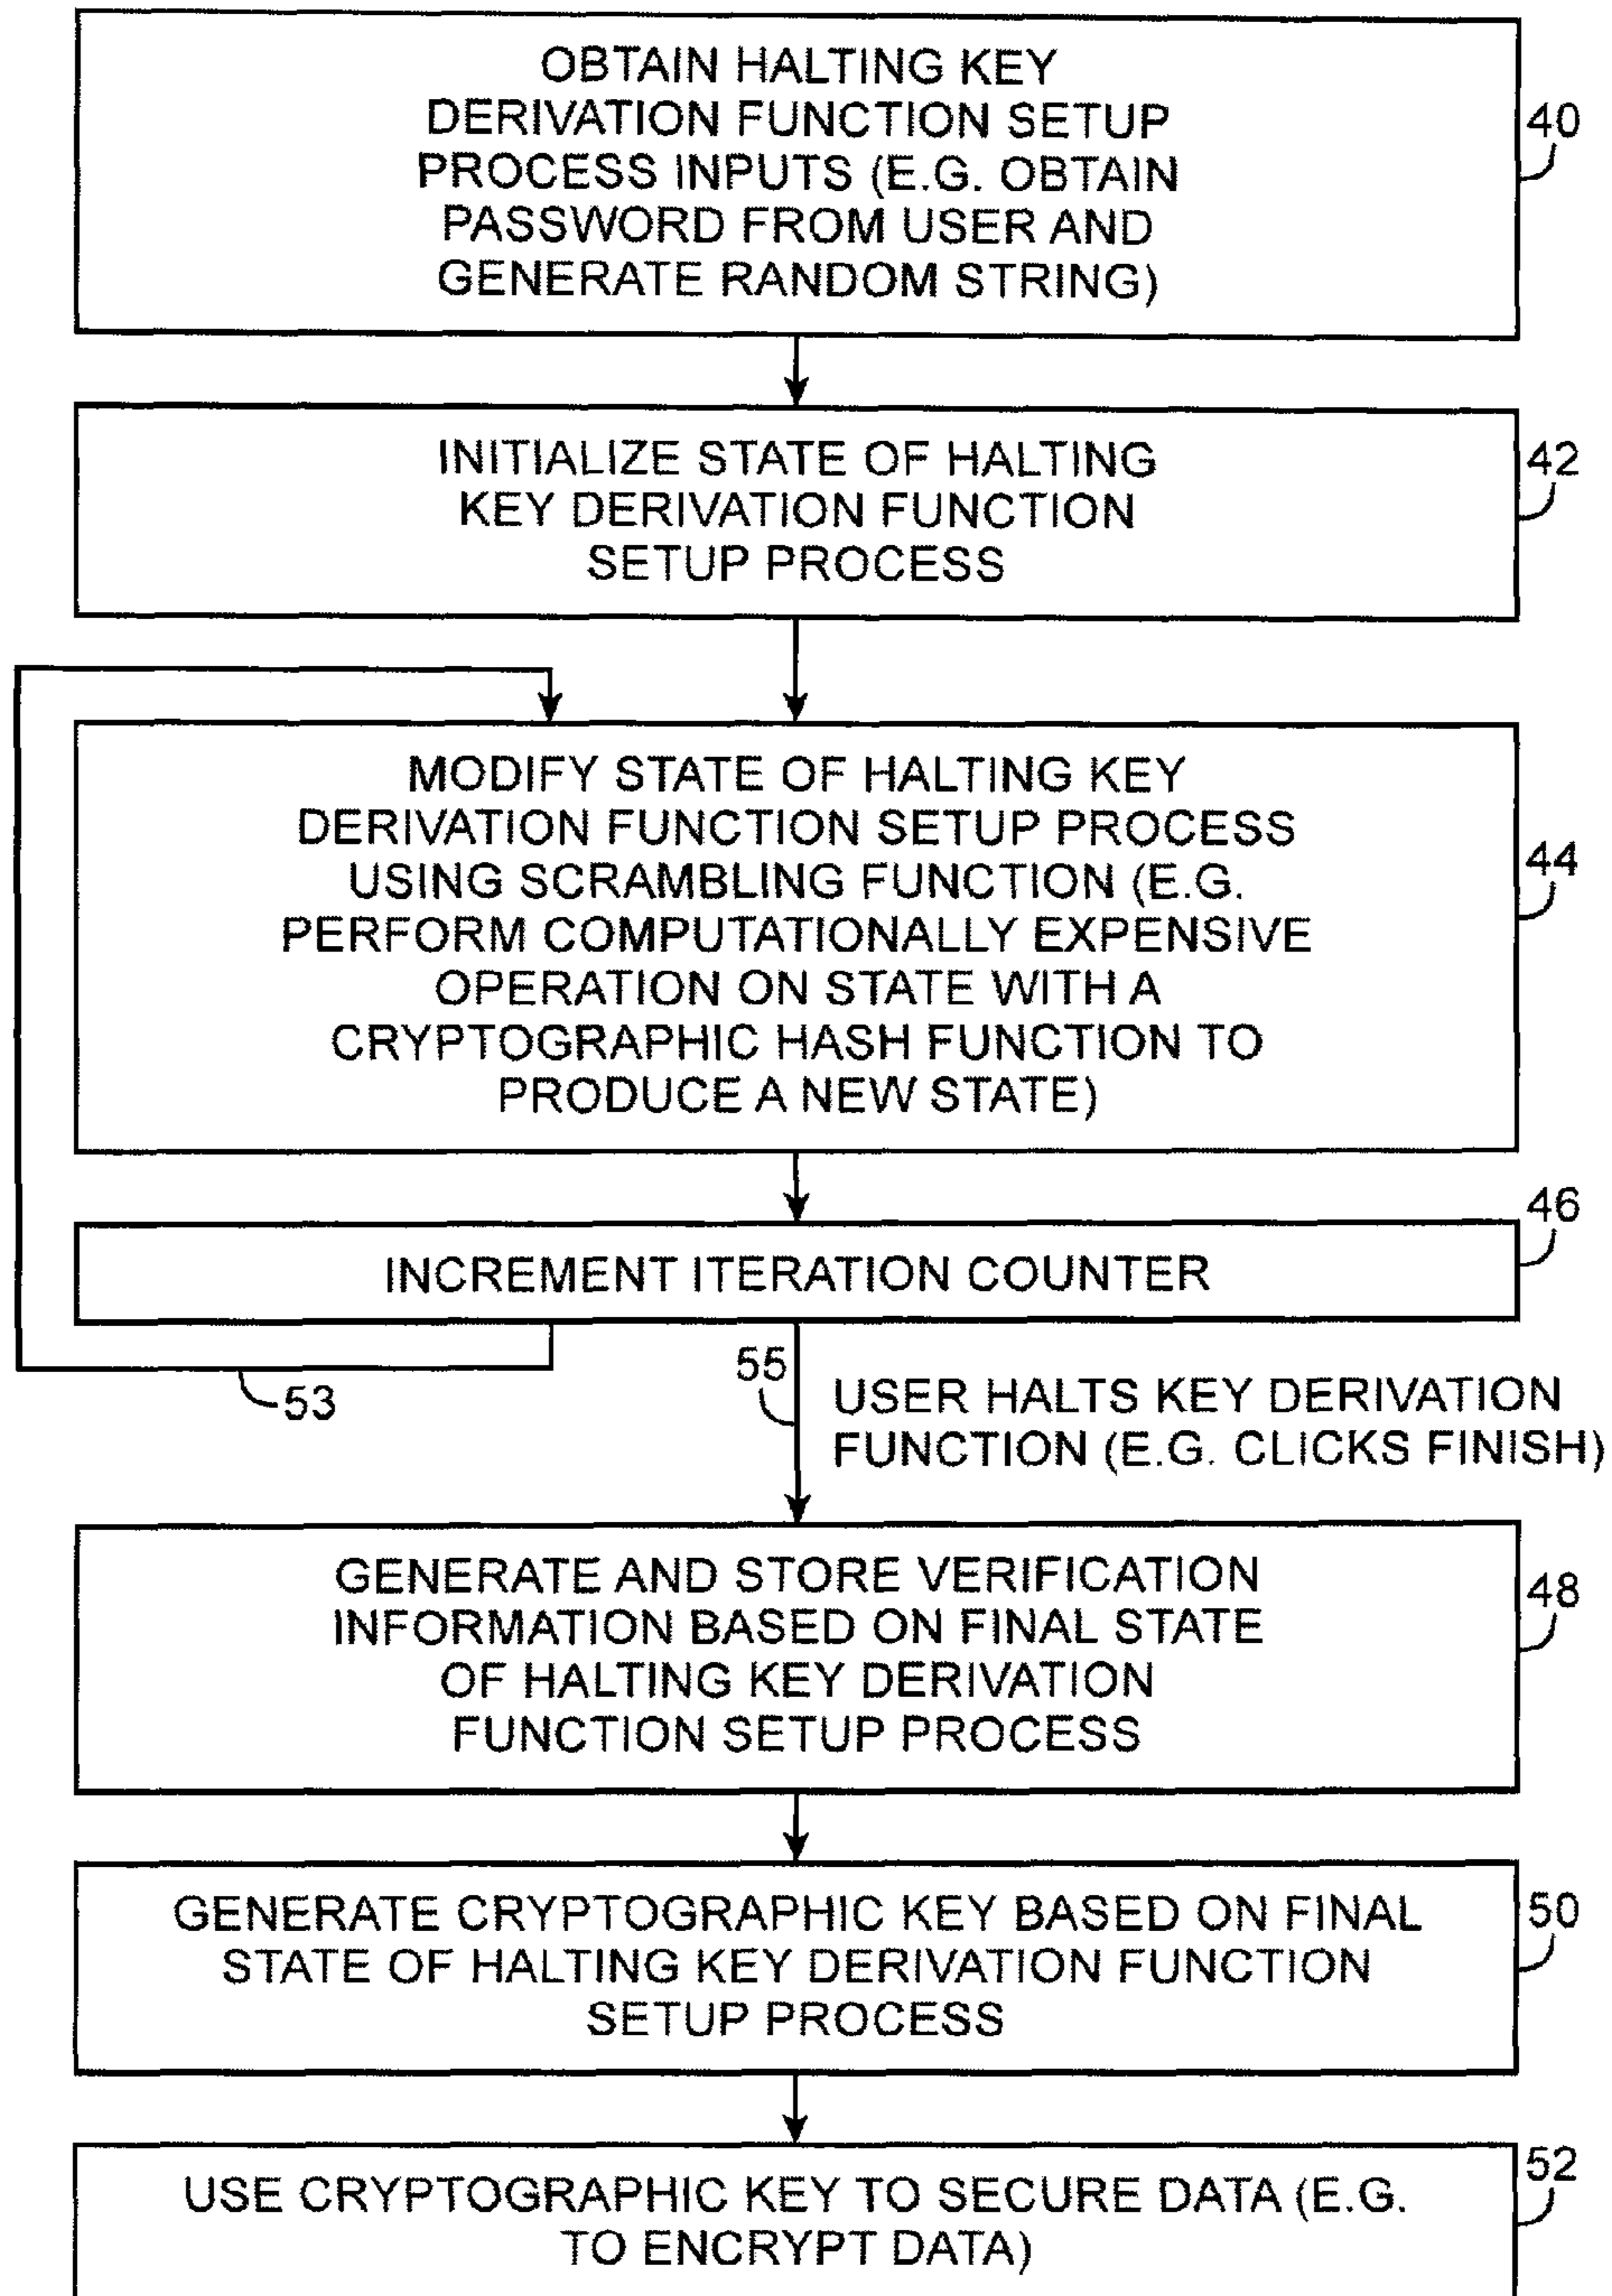 OBTAIN HALTING KEY
DERIVATION FUNCTION SETUP
PROCESS INPUTS (E.G. OBTAIN
PASSWORD FROM USER AND
GENERATE RANDOM STRING)
40
INITIALIZE STATE OF HALTING
KEY DERIVATION FUNCTION
SETUP PROCESS
42
MODIFY STATE OF HALTING KEY
DERIVATION FUNCTION SETUP PROCESS
USING SCRAMBLING FUNCTION (E.G.
PERFORM COMPUTATIONALLY EXPENSIVE
OPERATION ON STATE WITH A
CRYPTOGRAPHIC HASH FUNCTION TO
PRODUCE A NEW STATE)
44
INCREMENT ITERATION COUNTER
46
53
55
USER HALTS KEY DERIVATION
FUNCTION (E.G. CLICKS FINISH)
GENERATE AND STORE VERIFICATION
INFORMATION BASED ON FINAL STATE
OF HALTING KEY DERIVATION
FUNCTION SETUP PROCESS
48
GENERATE CRYPTOGRAPHIC KEY BASED ON FINAL
STATE OF HALTING KEY DERIVATION FUNCTION
SETUP PROCESS
50
USE CRYPTOGRAPHIC KEY TO SECURE DATA (E.G.
TO ENCRYPT DATA)
52